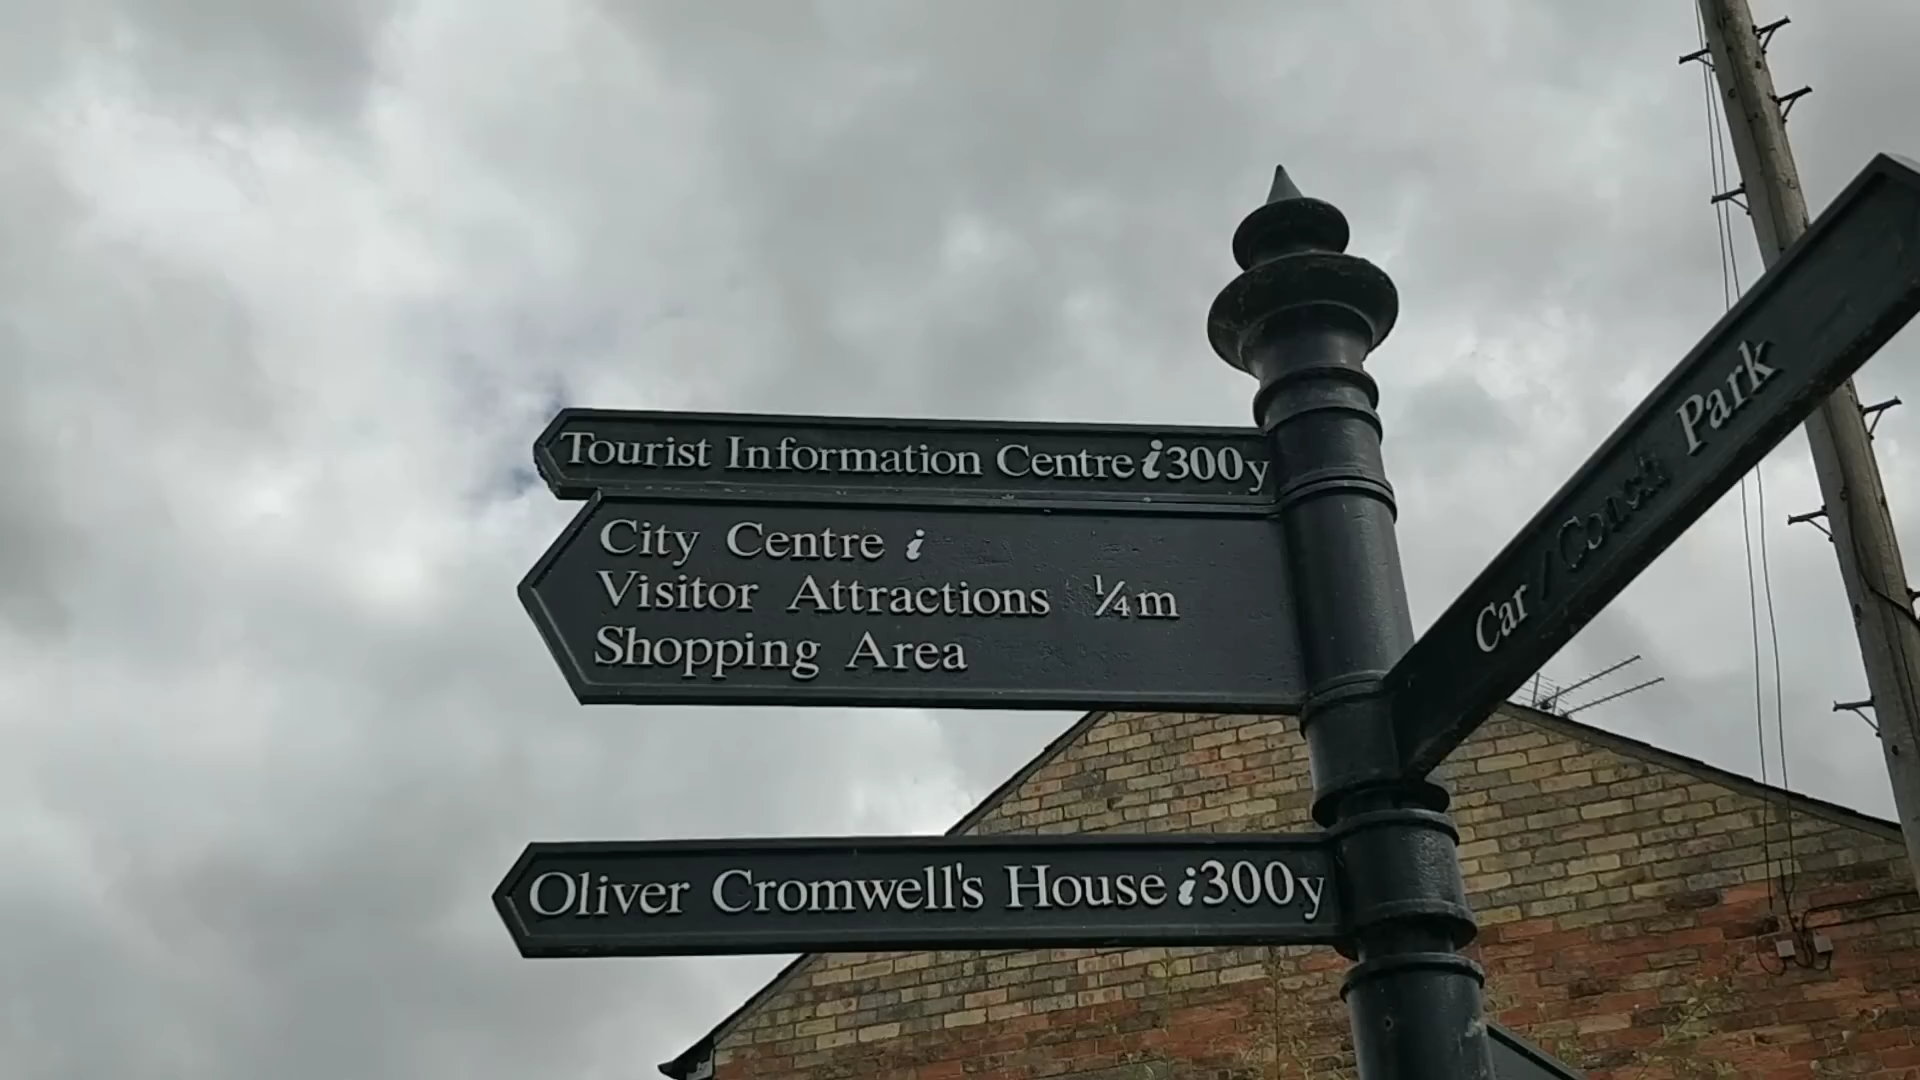 Tourist Information Centre i 300y
City Centre i
Visitor Attractions ¼m
Shopping Area
Car / Coach Park
Oliver Cromwell's House i 300y